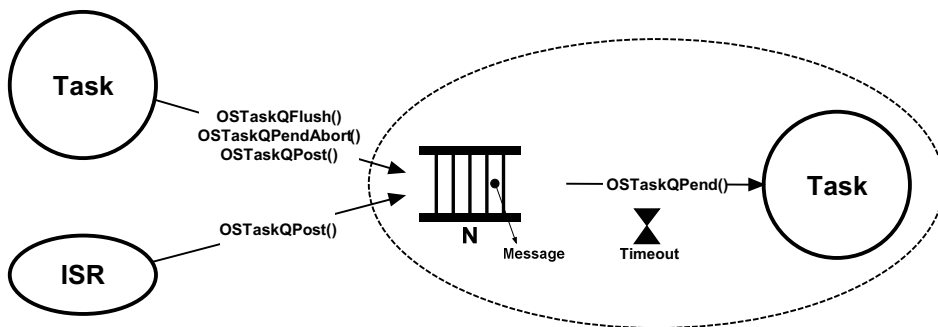 Task
OSTaskQFlush()
OSTaskQPendAbort()
OSTaskQPost()
OSTaskQPend()
Task
OSTaskQPost()
N
Message
Timeout
ISR